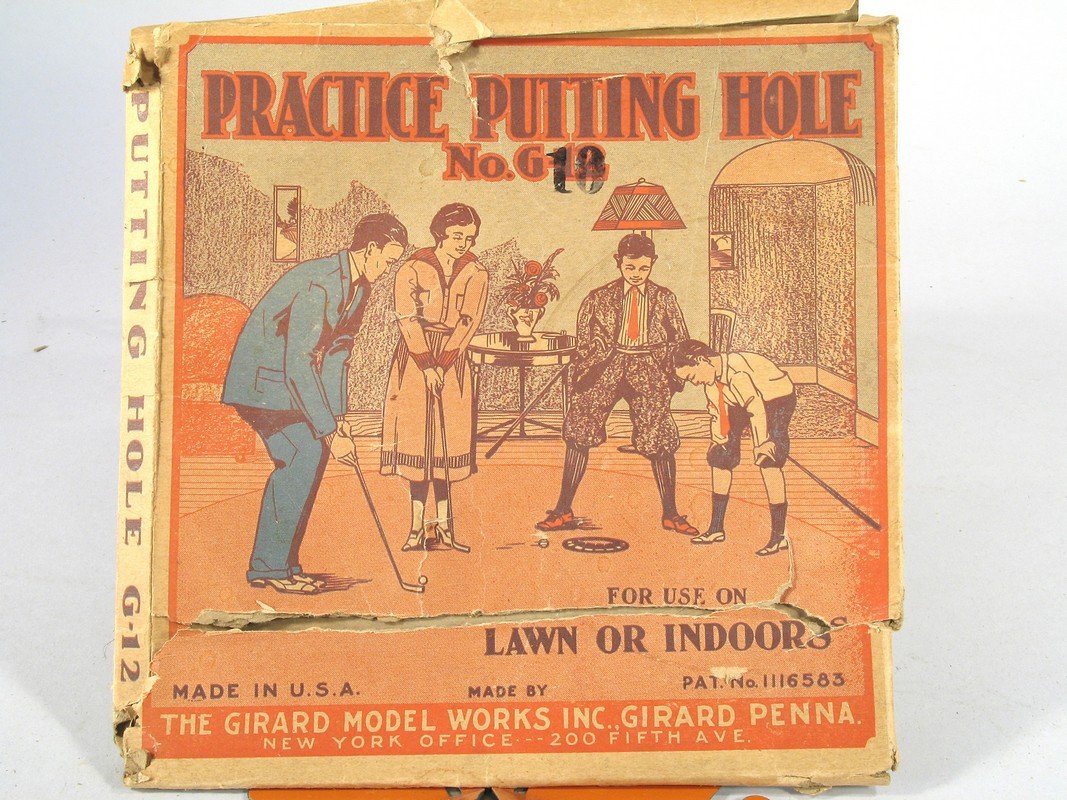 PRACTICE PUTTING HOLE
No. G-10
FOR USE ON
LAWN OR INDOORS
MADE IN U.S.A.
MADE BY
PAT. No. 1116583
THE GIRARD MODEL WORKS INC., GIRARD PENNA.
NEW YORK OFFICE --- 200 FIFTH AVE.
PUTTING HOLE G-12